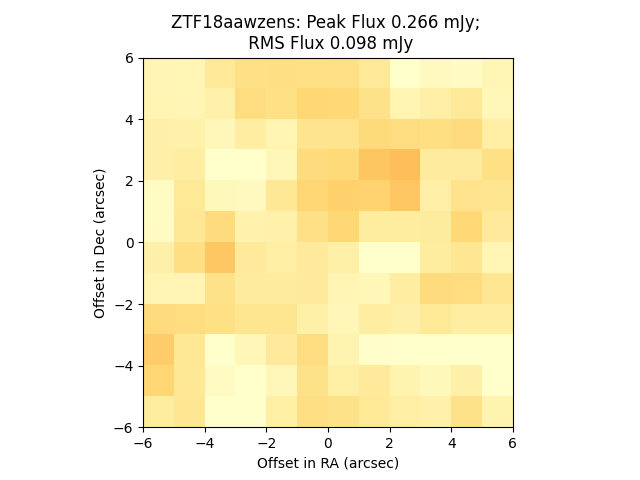 ZTF18aawzens: Peak Flux 0.266 mJy;
RMS Flux 0.098 mJy
6
4
2
0
−2
−4
−6
Offset in Dec (arcsec)
−6 −4 −2 0 2 4 6
Offset in RA (arcsec)